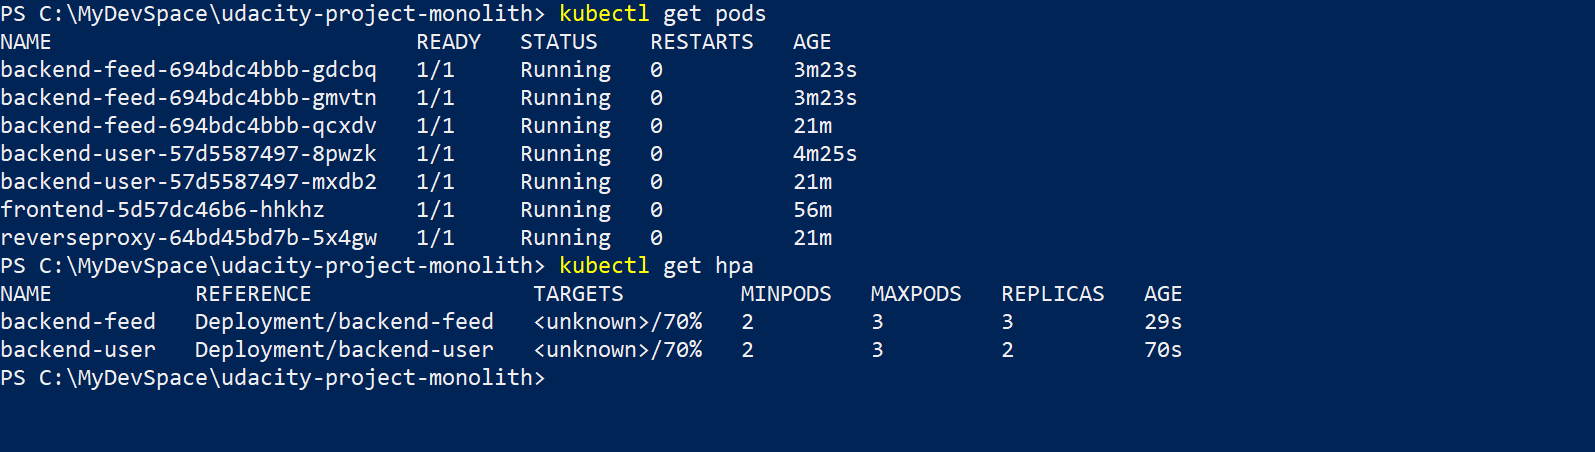 PS C:\MyDevSpace\udacity-project-monolith> kubectl get pods
NAME                            READY   STATUS    RESTARTS   AGE
backend-feed-694bdc4bbb-gdcbq   1/1     Running   0          3m23s
backend-feed-694bdc4bbb-gmvtn   1/1     Running   0          3m23s
backend-feed-694bdc4bbb-qcxdv   1/1     Running   0          21m
backend-user-57d5587497-8pwzk   1/1     Running   0          4m25s
backend-user-57d5587497-mxdb2   1/1     Running   0          21m
frontend-5d57dc46b6-hhkhz       1/1     Running   0          56m
reverseproxy-64bd45bd7b-5x4gw   1/1     Running   0          21m
PS C:\MyDevSpace\udacity-project-monolith> kubectl get hpa
NAME           REFERENCE                 TARGETS         MINPODS   MAXPODS   REPLICAS   AGE
backend-feed   Deployment/backend-feed   <unknown>/70%   2         3         3          29s
backend-user   Deployment/backend-user   <unknown>/70%   2         3         2          70s
PS C:\MyDevSpace\udacity-project-monolith>